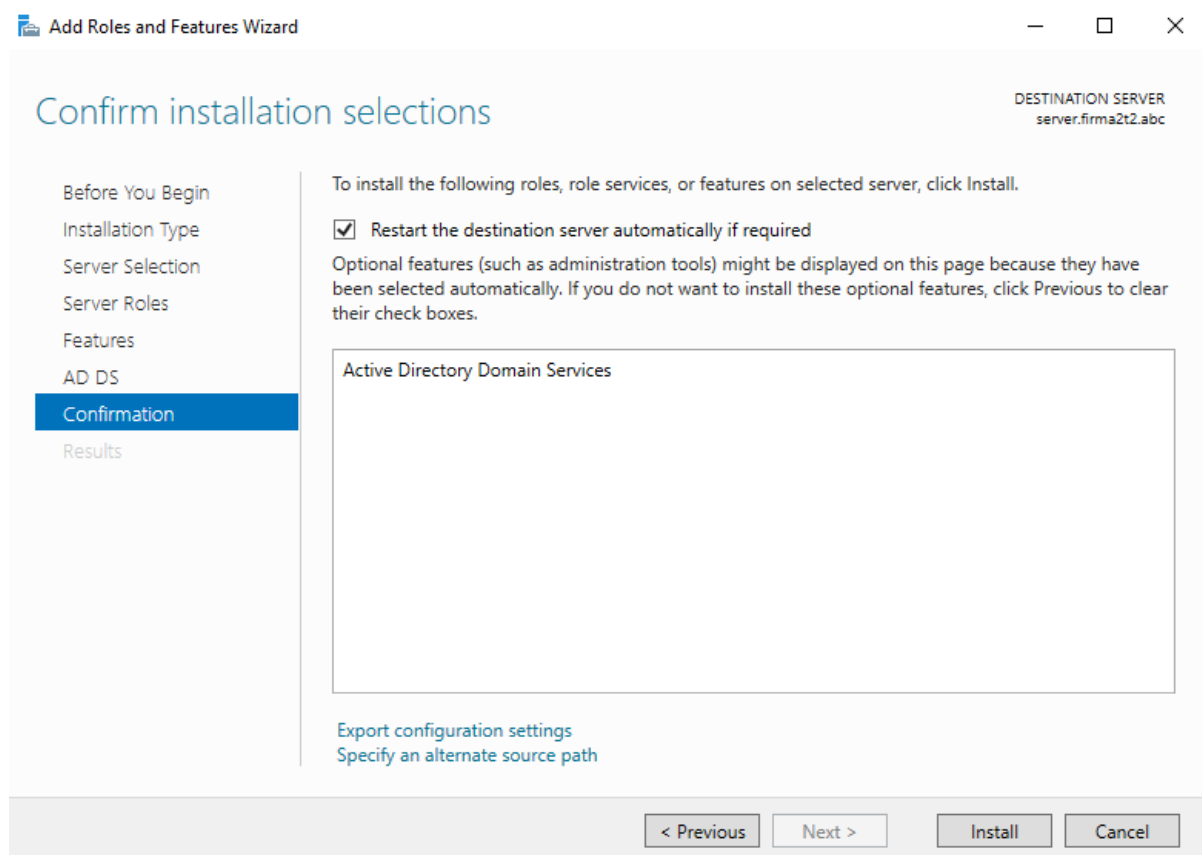 Add Roles and Features Wizard
Confirm installation selections
DESTINATION SERVER
server.firma2t2.abc
Before You Begin
Installation Type
Server Selection
Server Roles
Features
AD DS
Confirmation
Results
To install the following roles, role services, or features on selected server, click Install.
Restart the destination server automatically if required
Optional features (such as administration tools) might be displayed on this page because they have
been selected automatically. If you do not want to install these optional features, click Previous to clear
their check boxes.
Active Directory Domain Services
Export configuration settings
Specify an alternate source path
< Previous
Next >
Install
Cancel